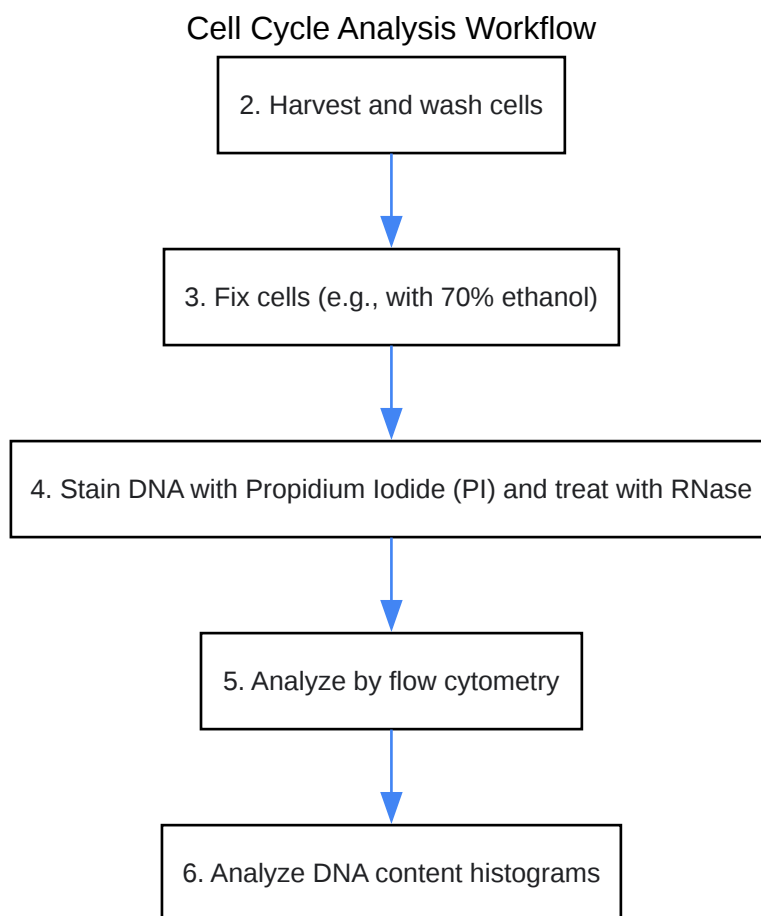 Cell Cycle Analysis Workflow
2. Harvest and wash cells
3. Fix cells (e.g., with 70% ethanol)
4. Stain DNA with Propidium Iodide (PI) and treat with RNase
5. Analyze by flow cytometry
6. Analyze DNA content histograms